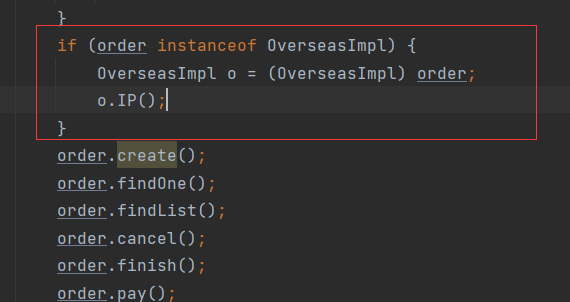 }
if (order instanceof OverseasImpl) {
OverseasImpl o = (OverseasImpl) order;
o.IP();
}
order.create();
order.findOne();
order.findList();
order.cancel();
order.finish();
order.pay();